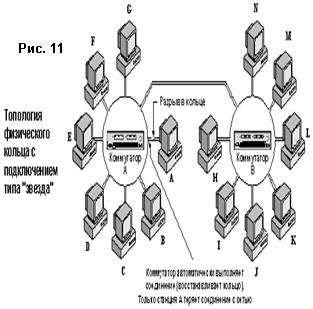 G
N
Рис. 11
F
M
Разрыв в кольце
Топология
физического
кольца с
подключением
типа "звезда"
E
L
Коммутатор
A
Коммутатор
B
A
H
D
B
I
K
C
J
Коммутатор автоматически выполняет
соединение (восстанавливает кольцо).
Только станция А теряет соединение с сетью